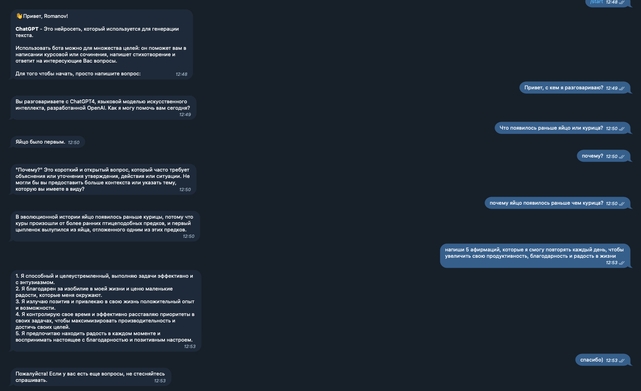 /start 12:48
👋Привет, Romanov!
ChatGPT - Это нейросеть, который используется для генерации
текста.
Использовать бота можно для множества целей: он поможет вам в
написании курсовой или сочинения, напишет стихотворение и
ответит на интересующие Вас вопросы.
Для того чтобы начать, просто напишите вопрос: 12:48
Привет, с кем я разговариваю? 12:49
Вы разговариваете с ChatGPT4, языковой моделью искусственного
интеллекта, разработанной OpenAI. Как я могу помочь вам сегодня?
12:49
Что появилось раньше яйцо или курица? 12:50
Яйцо было первым. 12:50
почему? 12:50
"Почему?" Это короткий и открытый вопрос, который часто требует
объяснения или уточнения утверждения, действия или ситуации. Не
могли бы вы предоставить больше контекста или указать тему,
которую вы имеете в виду? 12:50
почему яйцо появилось раньше чем курица? 12:50
В эволюционной истории яйцо появилось раньше курицы, потому что
куры произошли от более ранних птицеподобных предков, и первый
цыпленок вылупился из яйца, отложенного одним из этих предков.
12:50
напиши 5 афирмаций, которые я смогу повторять каждый день, чтобы
увеличить свою продуктивность, благодарность и радость в жизни
12:53
1. Я способный и целеустремленный, выполняю задачи эффективно и
с энтузиазмом.
2. Я благодарен за изобилие в моей жизни и ценю маленькие
радости, которые меня окружают.
3. Я излучаю позитив и привлекаю в свою жизнь положительный опыт
и возможности.
4. Я контролирую свое время и эффективно расставляю приоритеты в
своих задачах, чтобы максимизировать производительность и
достичь своих целей.
5. Я предпочитаю находить радость в каждом моменте и
воспринимать настоящее с благодарностью и позитивным настроем.
12:53
спасибо) 12:53
Пожалуйста! Если у вас есть еще вопросы, не стесняйтесь
спрашивать. 12:53